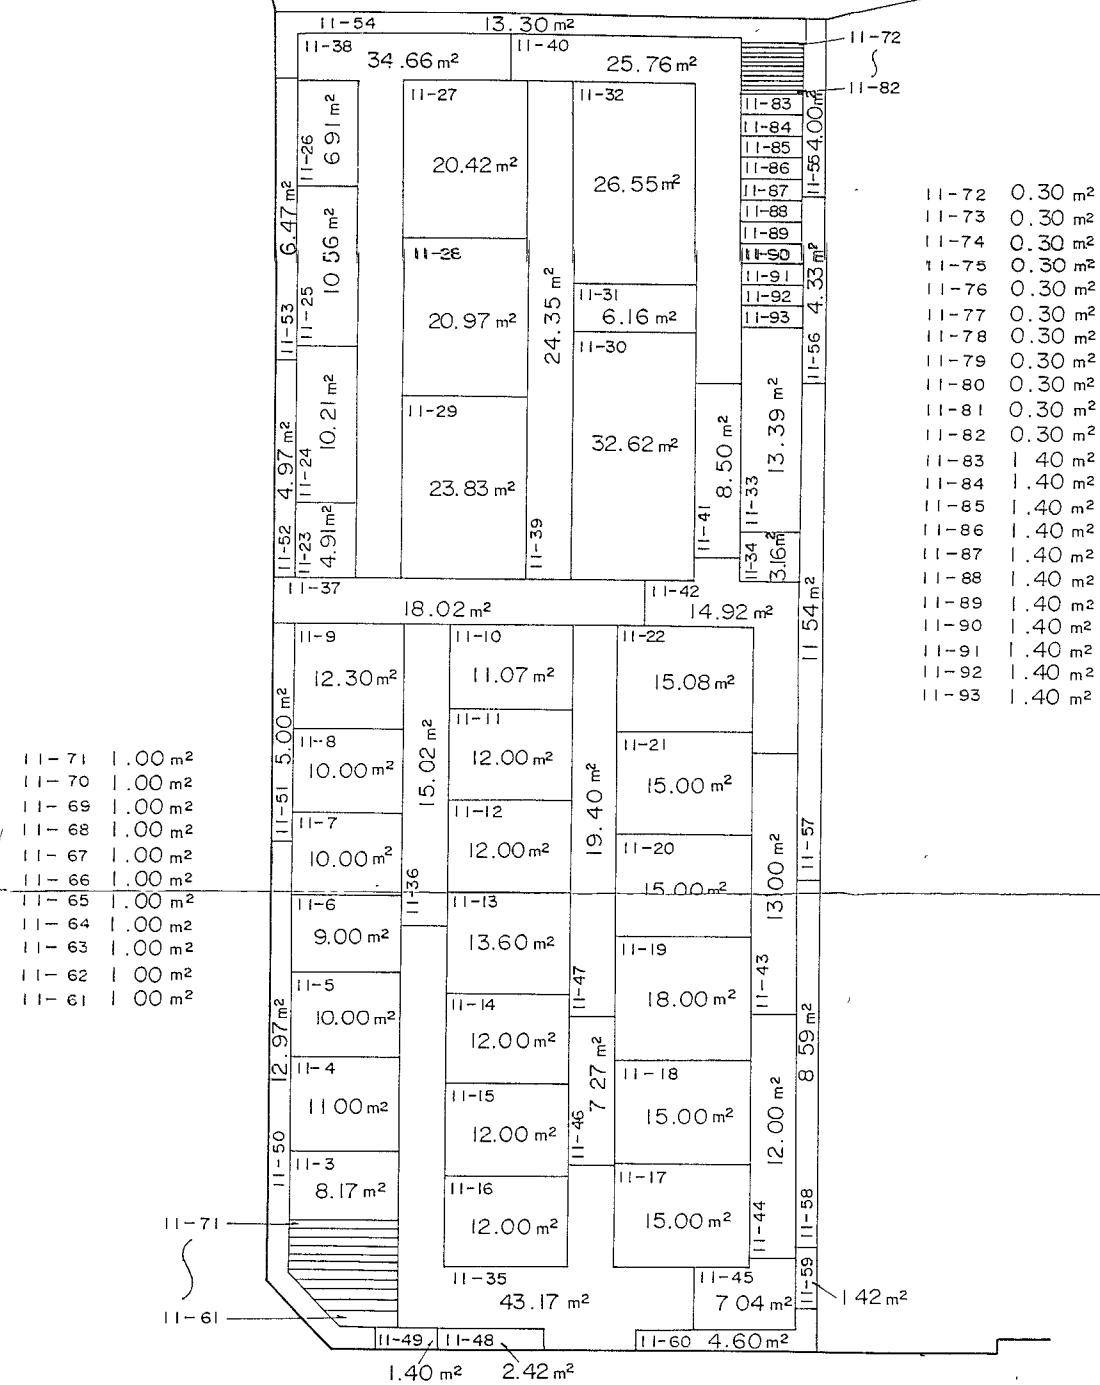 11-54 13.30 m²
11-38 34.66 m²
11-40 25.76 m²
11-72
11-82
11-27 20.42 m²
11-32 26.55 m²
11-26 6 91 m²
11-83
11-84
11-85
11-86
11-87
11-88
11-89
11-90
11-91
11-92
11-93
11-55 4.00 m²
11-53 6.47 m²
11-25 10 56 m²
11-28 20.97 m²
11-39 24.35 m²
11-31 6.16 m²
11-30 32.62 m²
11-56 4.33 m²
11-52 4.97 m²
11-24 10.21 m²
11-29 23.83 m²
11-41 8.50 m²
11-33 13.39 m²
11-23 4.91 m²
11-34 3.16 m²
11-37 18.02 m²
11-42 14.92 m²
11-57 11 54 m²
11-9 12.30 m²
11-10 11.07 m²
11-22 15.08 m²
11-51 5.00 m²
11-8 10.00 m²
11-36 15.02 m²
11-11 12.00 m²
11-47 19.40 m²
11-21 15.00 m²
11-7 10.00 m²
11-12 12.00 m²
11-20 15.00 m²
11-43 13.00 m²
11-6 9.00 m²
11-13 13.60 m²
11-19 18.00 m²
11-50 12.97 m²
11-5 10.00 m²
11-14 12.00 m²
11-46 7 27 m²
11-58 8 59 m²
11-4 11 00 m²
11-15 12.00 m²
11-18 15.00 m²
11-44 12.00 m²
11-3 8.17 m²
11-16 12.00 m²
11-17 15.00 m²
11-71
11-61
11-35 43.17 m²
11-45 7 04 m²
11-59 1 42 m²
11-49 1.40 m²
11-48 2.42 m²
11-60 4.60 m²
11-72 0.30 m²
11-73 0.30 m²
11-74 0.30 m²
11-75 0.30 m²
11-76 0.30 m²
11-77 0.30 m²
11-78 0.30 m²
11-79 0.30 m²
11-80 0.30 m²
11-81 0.30 m²
11-82 0.30 m²
11-83 1 40 m²
11-84 1.40 m²
11-85 1.40 m²
11-86 1.40 m²
11-87 1.40 m²
11-88 1.40 m²
11-89 1.40 m²
11-90 1.40 m²
11-91 1.40 m²
11-92 1.40 m²
11-93 1.40 m²
11-71 1.00 m²
11-70 1.00 m²
11-69 1.00 m²
11-68 1.00 m²
11-67 1.00 m²
11-66 1.00 m²
11-65 1.00 m²
11-64 1.00 m²
11-63 1.00 m²
11-62 1 00 m²
11-61 1 00 m²